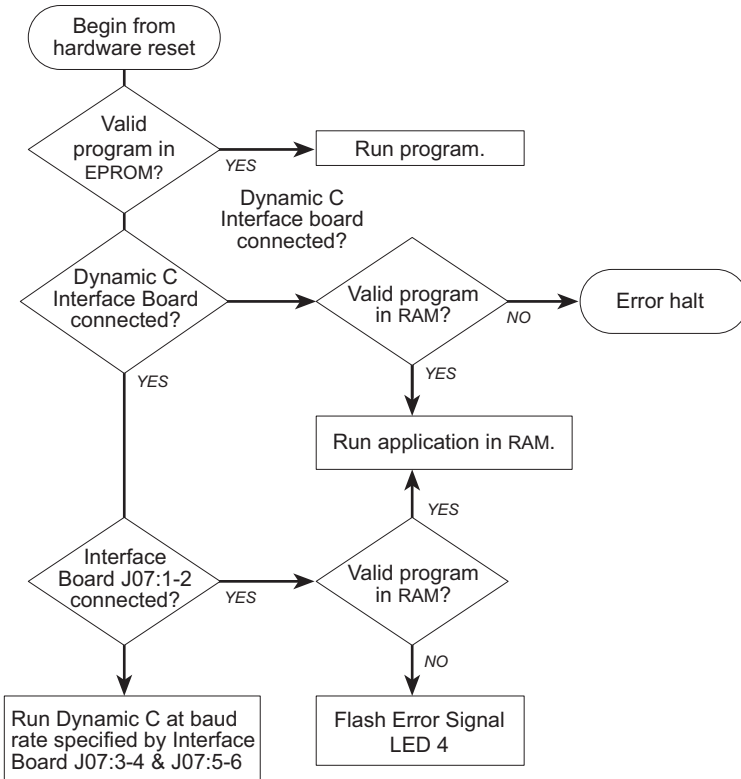 Begin from
hardware reset
Valid
program in
EPROM?
YES
Run program.
Dynamic C
Interface board
connected?
Dynamic C
Interface Board
connected?
YES
Valid program
in RAM?
NO
Error halt
YES
Run application in RAM.
YES
Interface
Board J07:1-2
connected?
YES
Valid program
in RAM?
NO
Run Dynamic C at baud
rate specified by Interface
Board J07:3-4 & J07:5-6
Flash Error Signal
LED 4